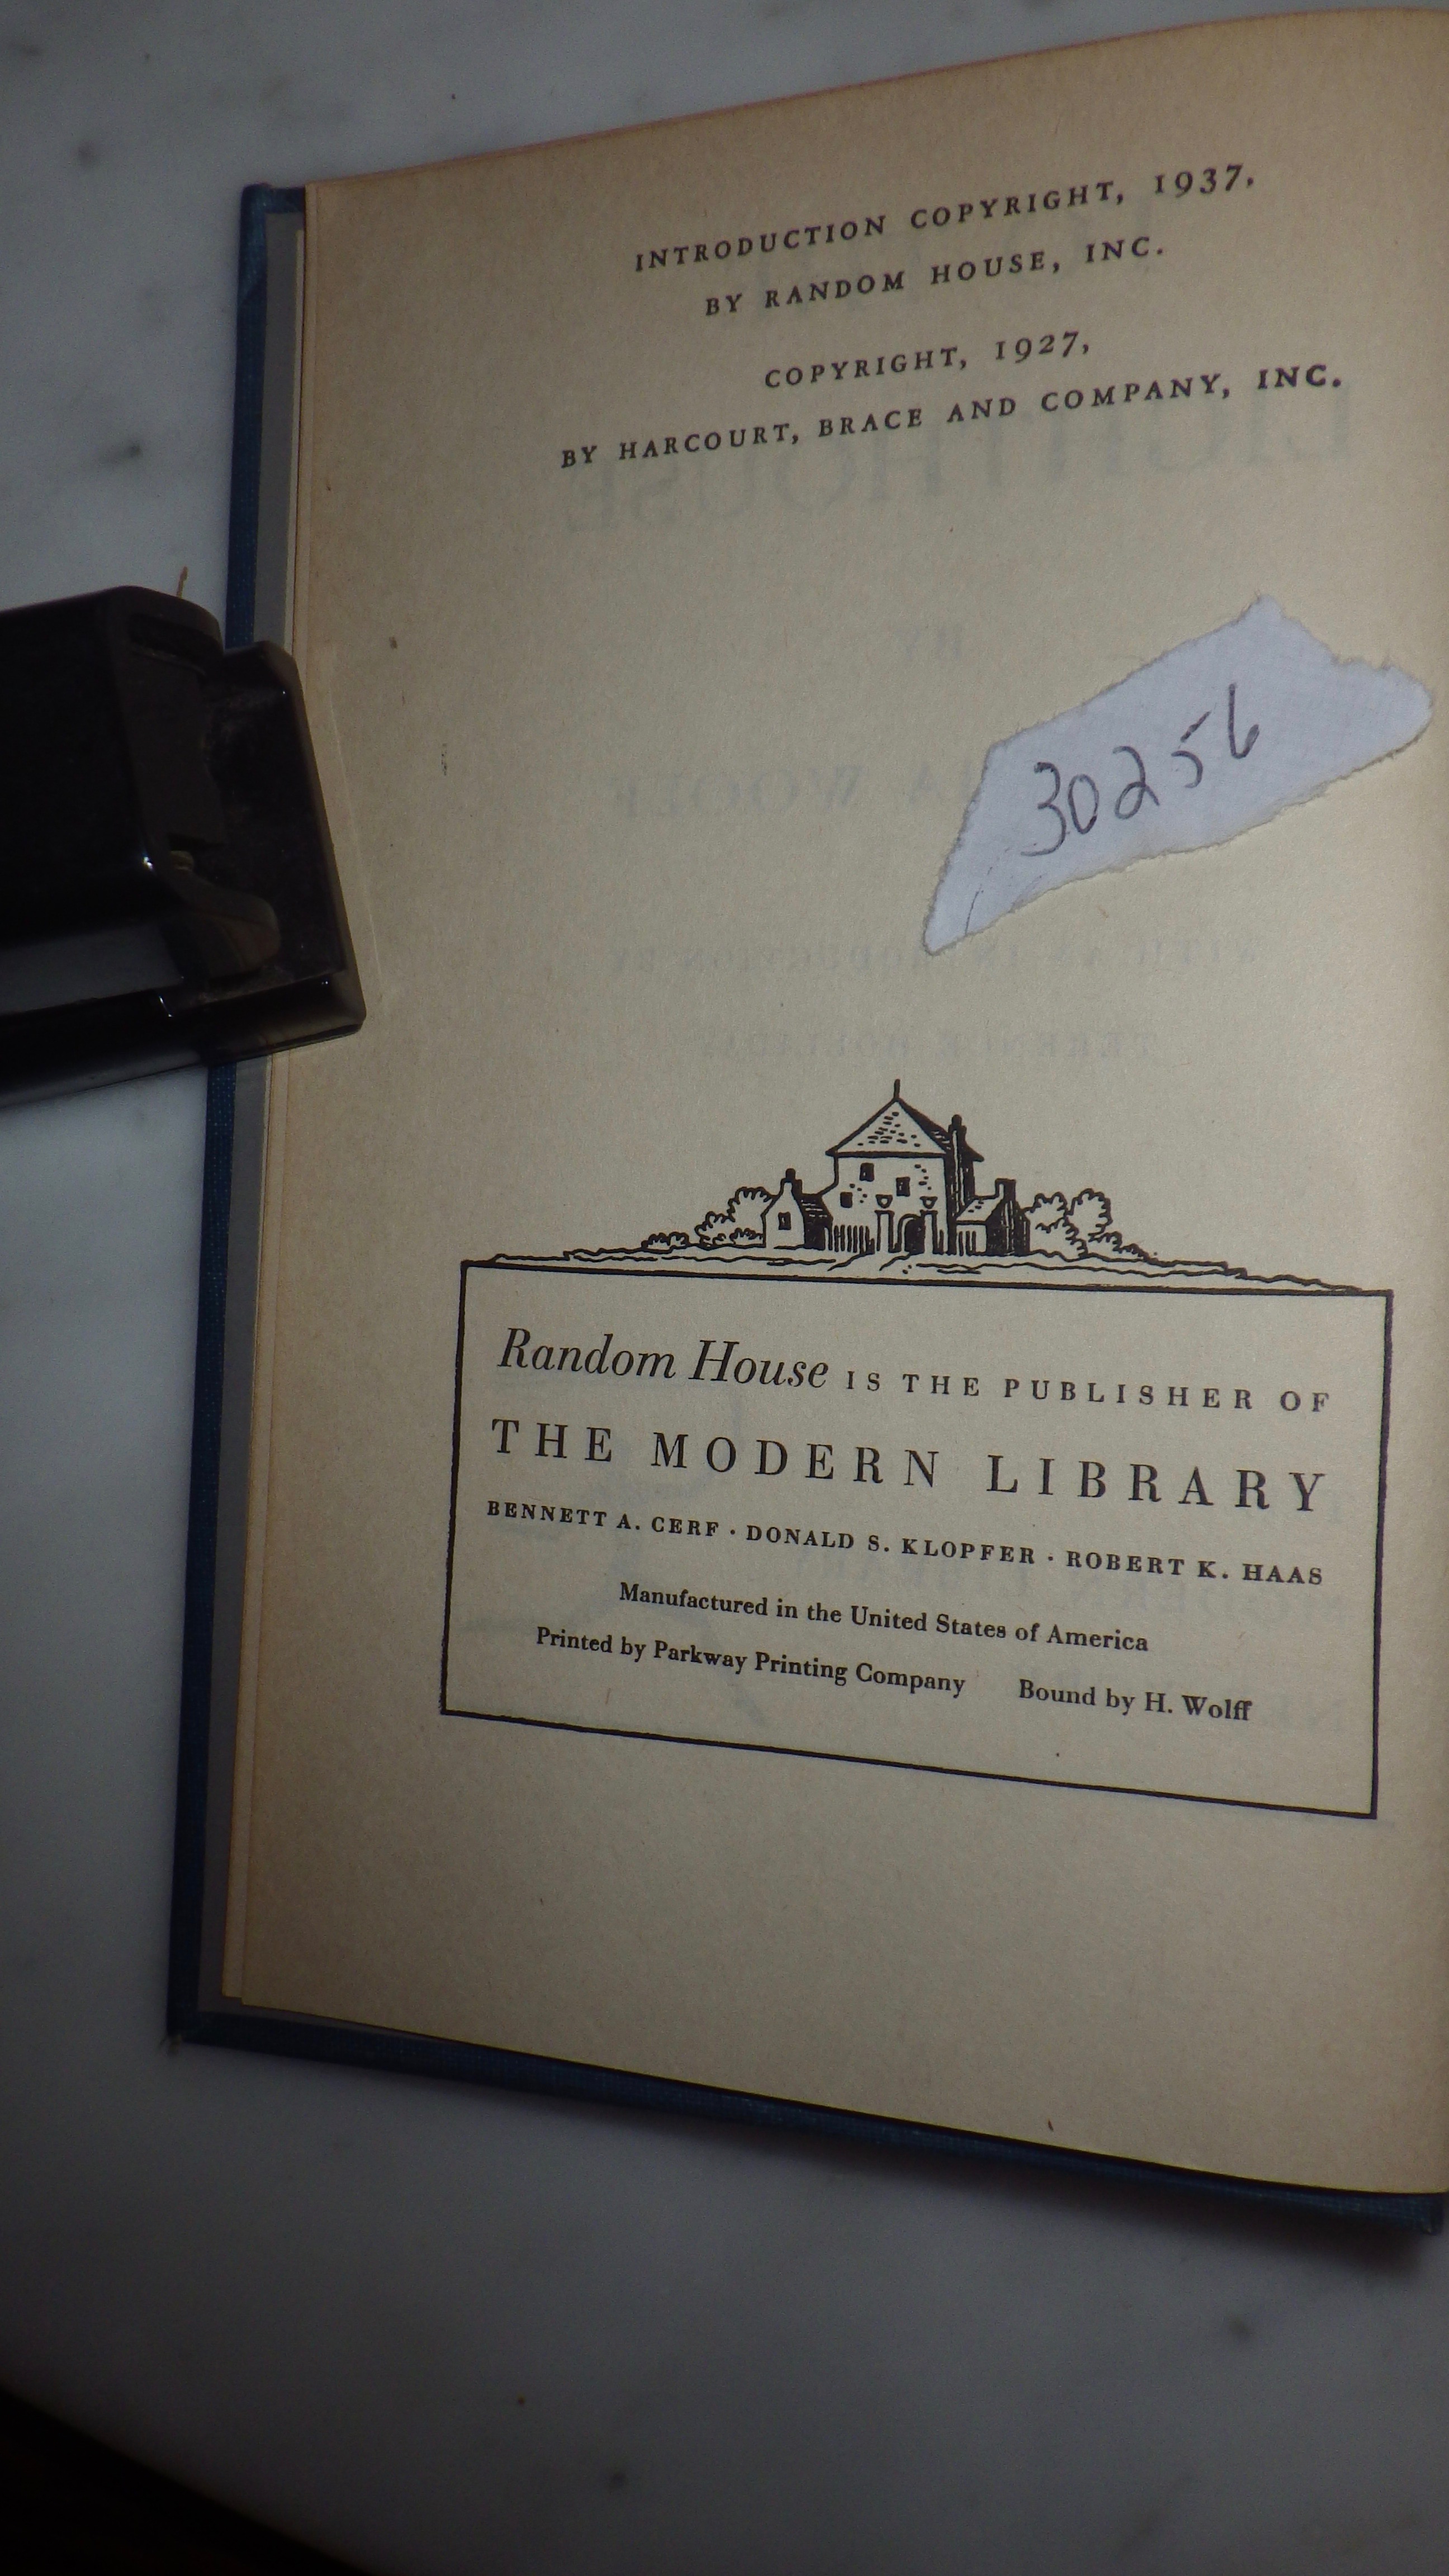 INTRODUCTION COPYRIGHT, 1937,
BY RANDOM HOUSE, INC.
COPYRIGHT, 1927,
BY HARCOURT, BRACE AND COMPANY, INC.
30256
Random House IS THE PUBLISHER OF
THE MODERN LIBRARY
BENNETT A. CERF · DONALD S. KLOPFER · ROBERT K. HAAS
Manufactured in the United States of America
Printed by Parkway Printing Company Bound by H. Wolff